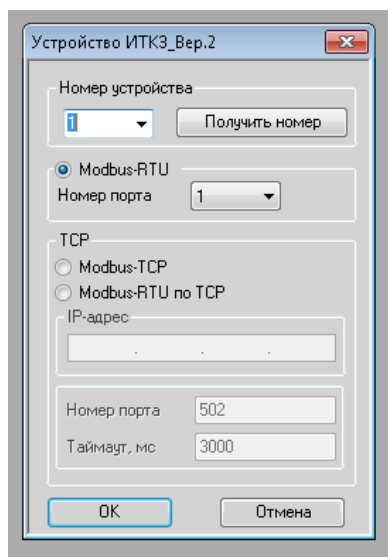 Устройство ИТКЗ_Вер.2
Номер устройства
1 Получить номер
Modbus-RTU
Номер порта 1
TCP
Modbus-TCP
Modbus-RTU по TCP
IP-адрес
. . .
Номер порта 502
Таймаут, мс 3000
OK Отмена